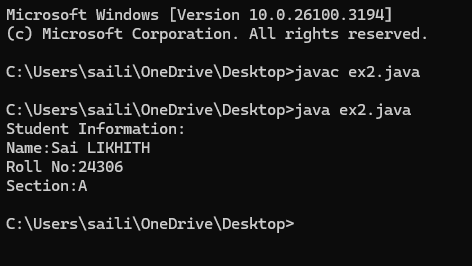 Microsoft Windows [Version 10.0.26100.3194]
(c) Microsoft Corporation. All rights reserved.
C:\Users\saili\OneDrive\Desktop>javac ex2.java
C:\Users\saili\OneDrive\Desktop>java ex2.java
Student Information:
Name:Sai LIKHITH
Roll No:24306
Section:A
C:\Users\saili\OneDrive\Desktop>